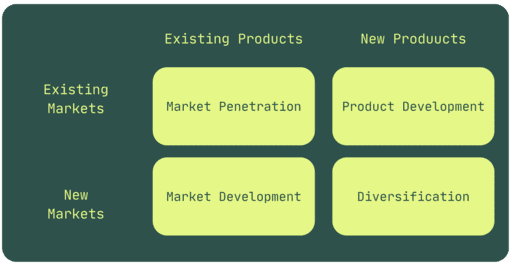 Existing Products New Produucts
Existing
Markets
Market Penetration Product Development
New
Markets
Market Development Diversification